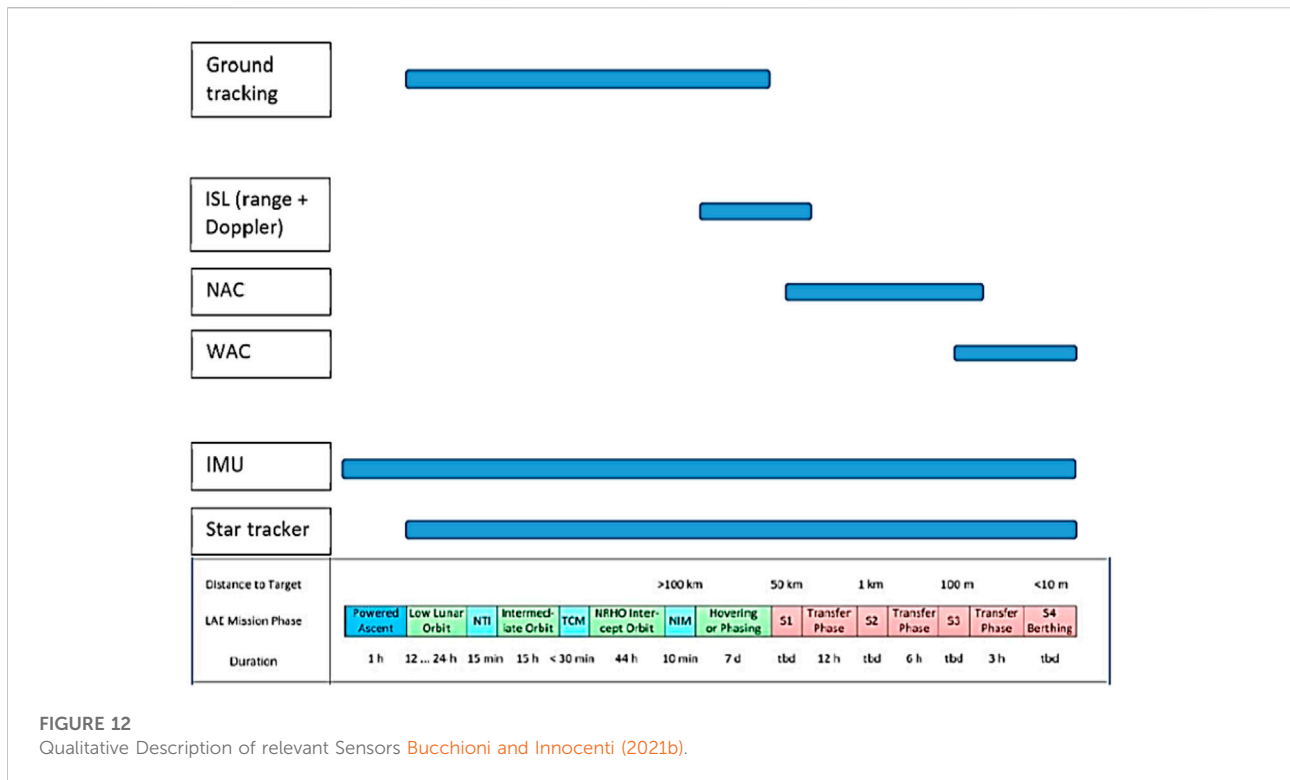 Ground
tracking
ISL (range +
Doppler)
NAC
WAC
IMU
Star tracker
Distance to Target >100 km 50 km 1 km 100 m <10 m
LAE Mission Phase Powered Ascent Low Lunar Orbit NTI Intermed-iate Orbit TCM NRHO Inter-cept Orbit NIM Hovering or Phasing S1 Transfer Phase S2 Transfer Phase S3 Transfer Phase S4 Berthing
Duration 1 h 12 ... 24 h 15 min 15 h < 30 min 44 h 10 min 7 d tbd 12 h tbd 6 h tbd 3 h tbd
FIGURE 12
Qualitative Description of relevant Sensors Bucchioni and Innocenti (2021b).